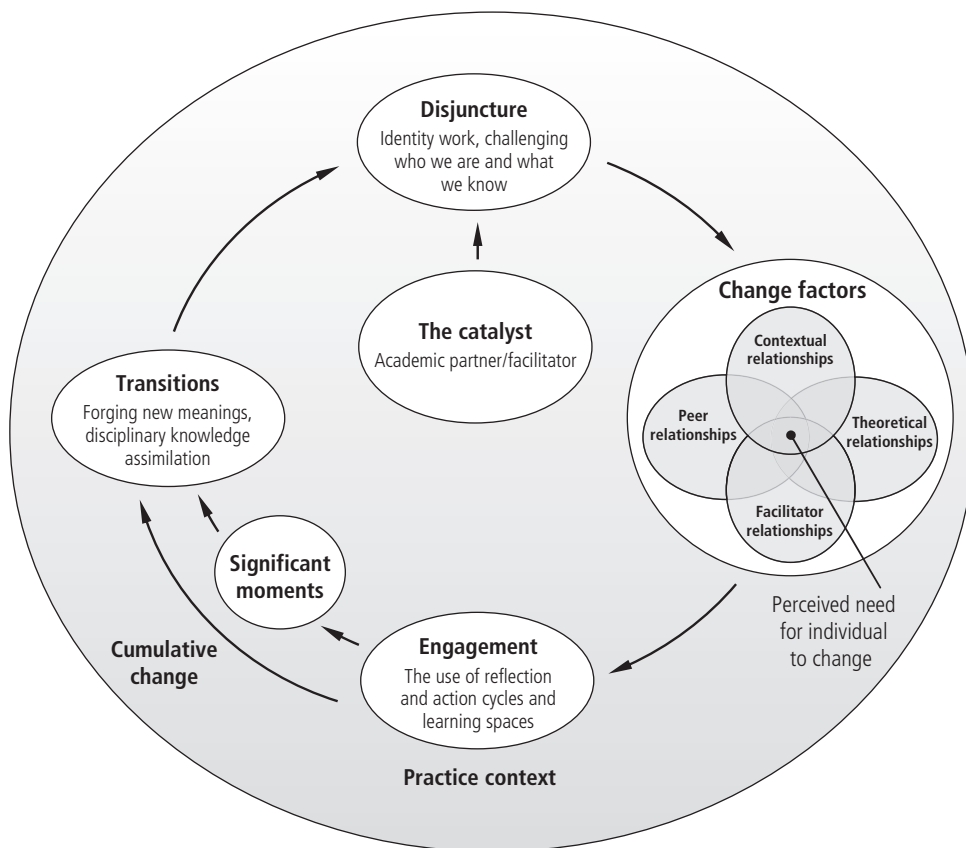 Disjuncture
Identity work, challenging
who we are and what
we know
The catalyst
Academic partner/facilitator
Change factors
Contextual
relationships
Peer
relationships
Theoretical
relationships
Facilitator
relationships
Perceived need
for individual
to change
Transitions
Forging new meanings,
disciplinary knowledge
assimilation
Significant
moments
Cumulative
change
Engagement
The use of reflection
and action cycles and
learning spaces
Practice context